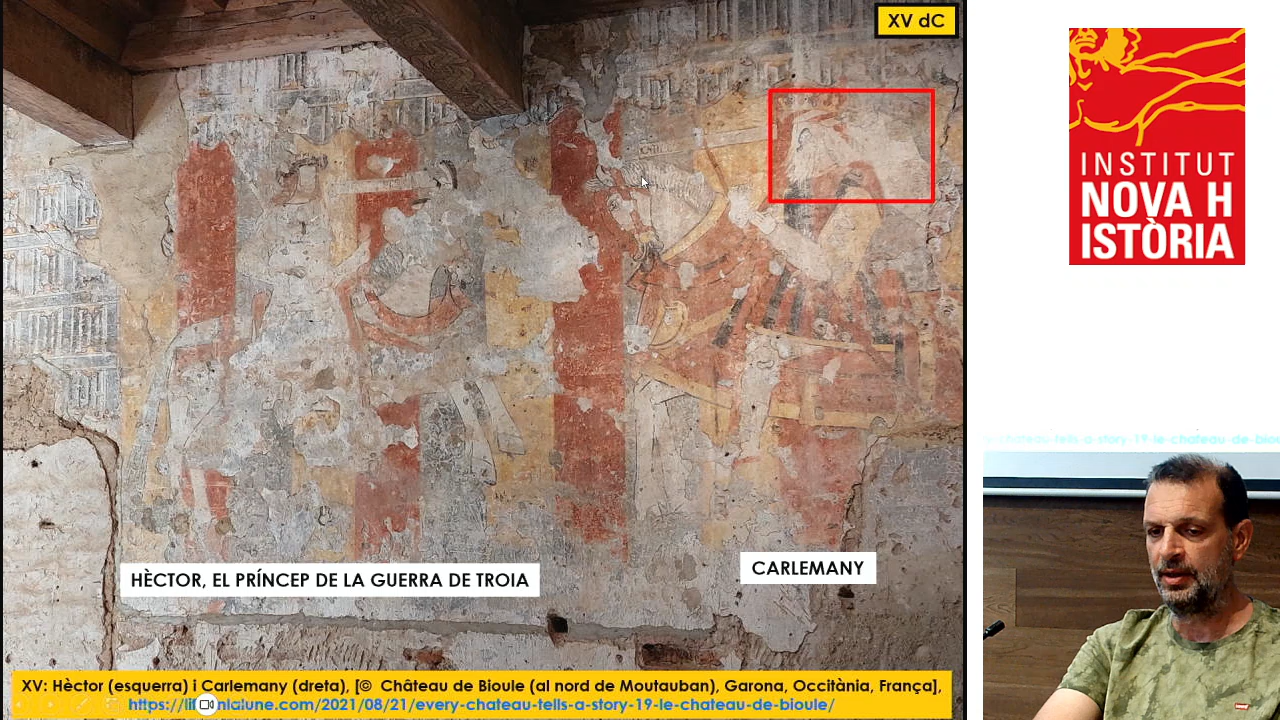 XV dC
INSTITUT
NOVA H
ISTÒRIA
HÈCTOR, EL PRÍNCEP DE LA GUERRA DE TROIA
CARLEMANY
XV: Hèctor (esquerra) i Carlemany (dreta), [© Château de Bioule (al nord de Moutauban), Garona, Occitània, França],
2021/08/21/every-chateau-tells-a-story-19-le-chateau-de-bioule/